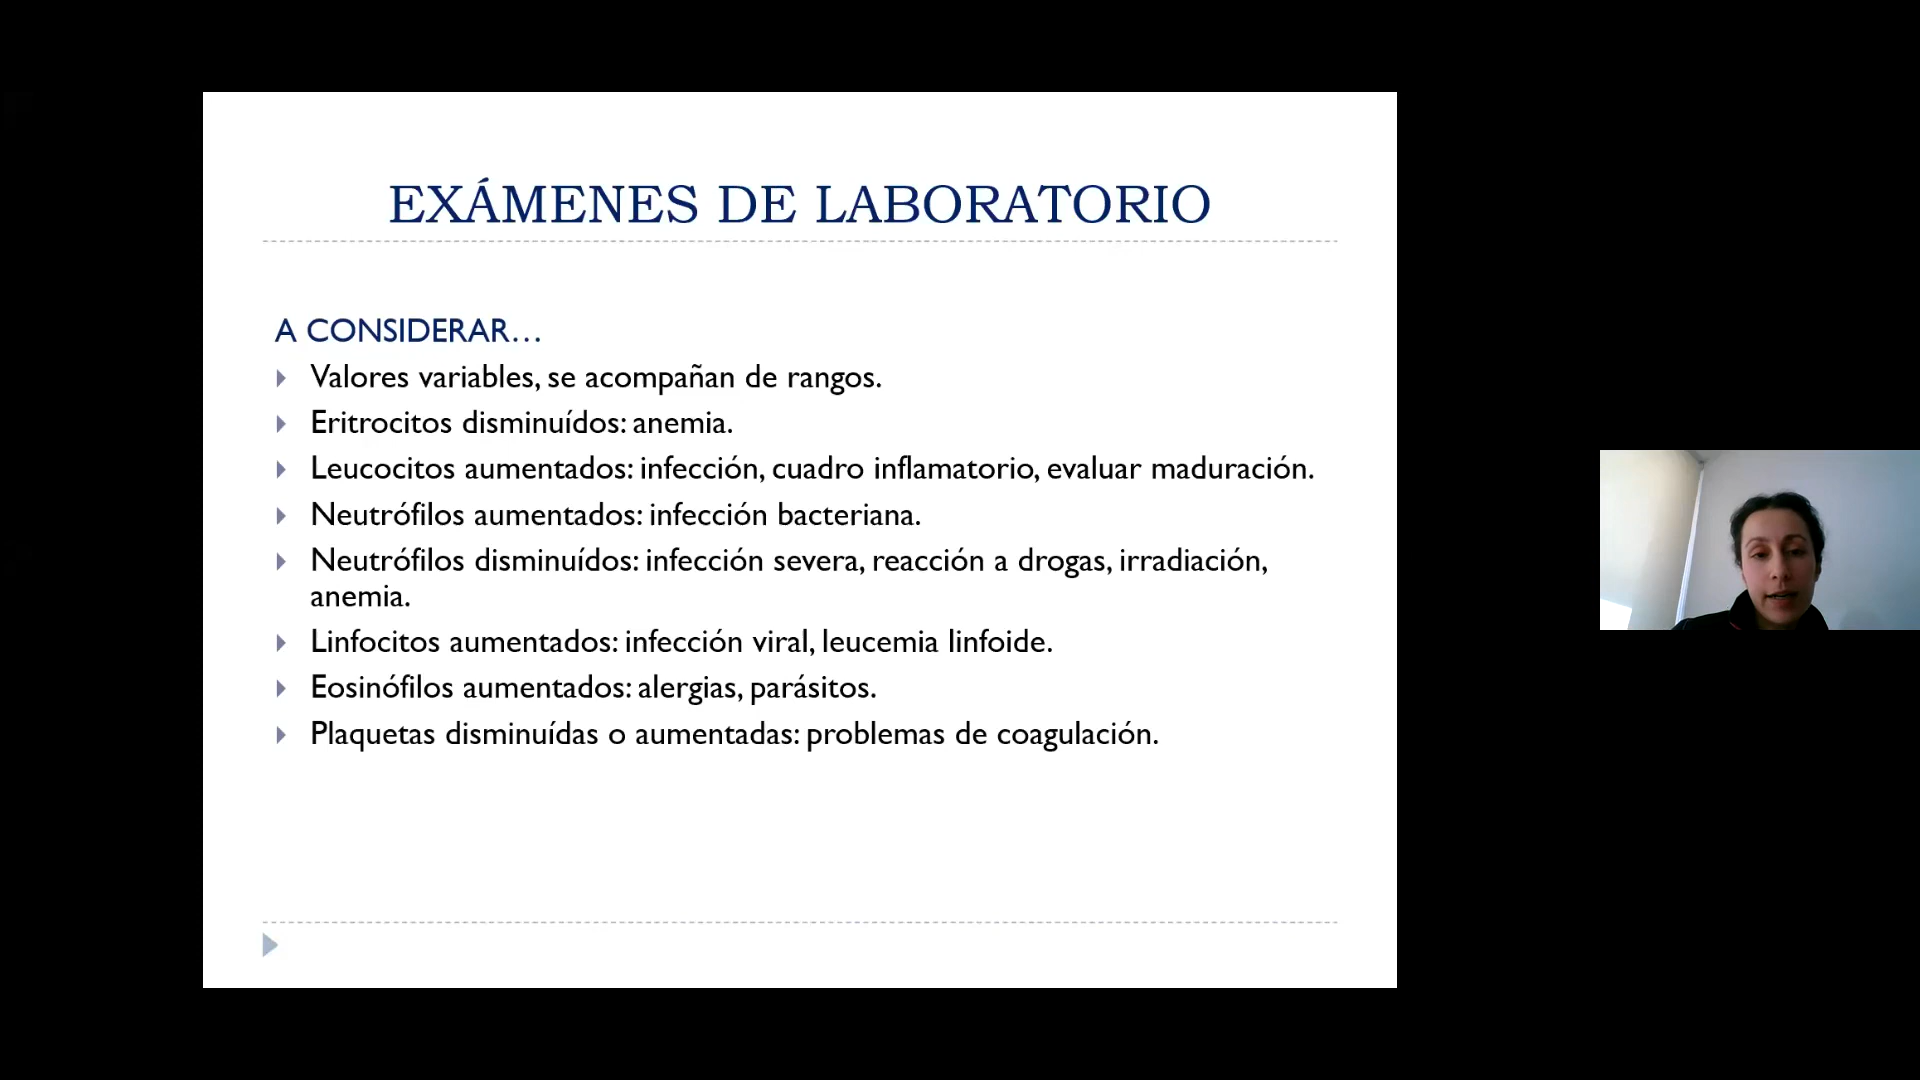 EXÁMENES DE LABORATORIO
A CONSIDERAR…
Valores variables, se acompañan de rangos.
Eritrocitos disminuídos: anemia.
Leucocitos aumentados: infección, cuadro inflamatorio, evaluar maduración.
Neutrófilos aumentados: infección bacteriana.
Neutrófilos disminuídos: infección severa, reacción a drogas, irradiación,
anemia.
Linfocitos aumentados: infección viral, leucemia linfoide.
Eosinófilos aumentados: alergias, parásitos.
Plaquetas disminuídas o aumentadas: problemas de coagulación.